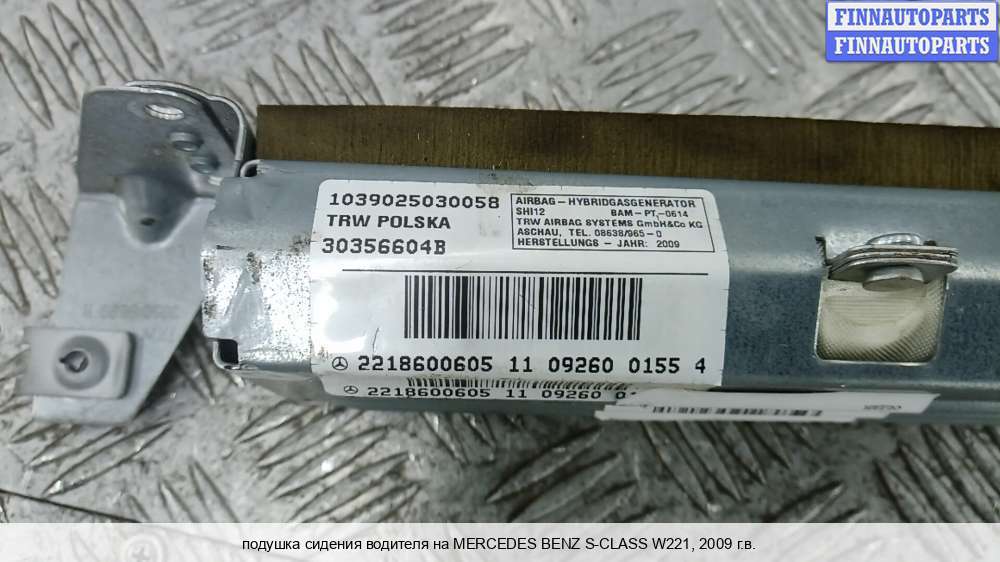 FINNAUTOPARTS
FINNAUTOPARTS
1039025030058
TRW POLSKA
30356604B
AIRBAG-HYBRIDGASGENERATOR
SHI12 BAM-PT,-0614
TRW AIRBAG SYSTEMS GmbH&Co KG
ASCHAU, TEL. 08638/965-0
HERSTELLUNGS - JAHR: 2009
2218600605 11 09260 0155 4
2218600605 11 09260
подушка сидения водителя на MERCEDES BENZ S-CLASS W221, 2009 г.в.